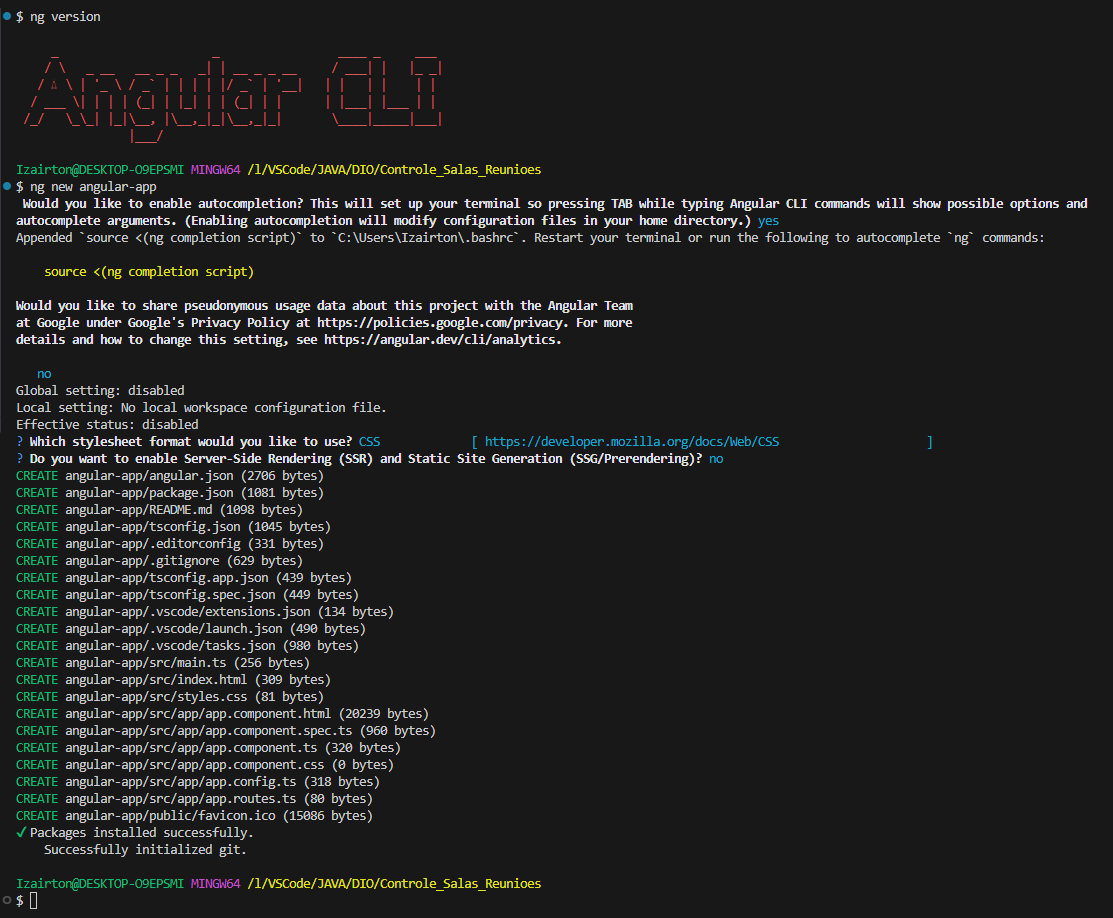 $ ng version
    _                      _                 ____ _     ___
   / \   _ __   __ _ _   _| | __ _ _ __     / ___| |   |_ _|
  / △ \ | '_ \ / _` | | | | |/ _` | '__|   | |   | |    | |
 / ___ \| | | | (_| | |_| | | (_| | |      | |___| |___ | |
/_/   \_\_| |_|\__, |\__,_|_|\__,_|_|       \____|_____|___|
               |___/
Izairton@DESKTOP-O9EPSMI MINGW64 /l/VSCode/JAVA/DIO/Controle_Salas_Reunioes
$ ng new angular-app
Would you like to enable autocompletion? This will set up your terminal so pressing TAB while typing Angular CLI commands will show possible options and
autocomplete arguments. (Enabling autocompletion will modify configuration files in your home directory.) yes
Appended `source <(ng completion script)` to `C:\Users\Izairton\.bashrc`. Restart your terminal or run the following to autocomplete `ng` commands:
source <(ng completion script)
Would you like to share pseudonymous usage data about this project with the Angular Team
at Google under Google's Privacy Policy at https://policies.google.com/privacy. For more
details and how to change this setting, see https://angular.dev/cli/analytics.
no
Global setting: disabled
Local setting: No local workspace configuration file.
Effective status: disabled
? Which stylesheet format would you like to use? CSS             [ https://developer.mozilla.org/docs/Web/CSS                     ]
? Do you want to enable Server-Side Rendering (SSR) and Static Site Generation (SSG/Prerendering)? no
CREATE angular-app/angular.json (2706 bytes)
CREATE angular-app/package.json (1081 bytes)
CREATE angular-app/README.md (1098 bytes)
CREATE angular-app/tsconfig.json (1045 bytes)
CREATE angular-app/.editorconfig (331 bytes)
CREATE angular-app/.gitignore (629 bytes)
CREATE angular-app/tsconfig.app.json (439 bytes)
CREATE angular-app/tsconfig.spec.json (449 bytes)
CREATE angular-app/.vscode/extensions.json (134 bytes)
CREATE angular-app/.vscode/launch.json (490 bytes)
CREATE angular-app/.vscode/tasks.json (980 bytes)
CREATE angular-app/src/main.ts (256 bytes)
CREATE angular-app/src/index.html (309 bytes)
CREATE angular-app/src/styles.css (81 bytes)
CREATE angular-app/src/app/app.component.html (20239 bytes)
CREATE angular-app/src/app/app.component.spec.ts (960 bytes)
CREATE angular-app/src/app/app.component.ts (320 bytes)
CREATE angular-app/src/app/app.component.css (0 bytes)
CREATE angular-app/src/app/app.config.ts (318 bytes)
CREATE angular-app/src/app/app.routes.ts (80 bytes)
CREATE angular-app/public/favicon.ico (15086 bytes)
✓ Packages installed successfully.
Successfully initialized git.
Izairton@DESKTOP-O9EPSMI MINGW64 /l/VSCode/JAVA/DIO/Controle_Salas_Reunioes
$